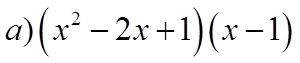 a) (x² − 2x + 1)(x − 1)